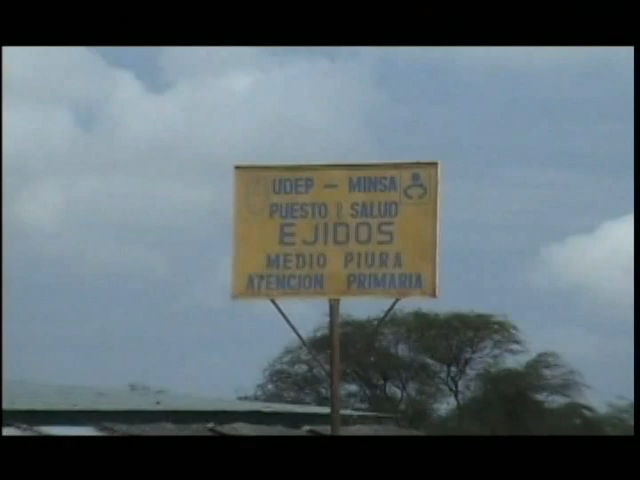 UDEP - MINSA
PUESTO D SALUD
EJIDOS
MEDIO PIURA
ATENCION PRIMARIA